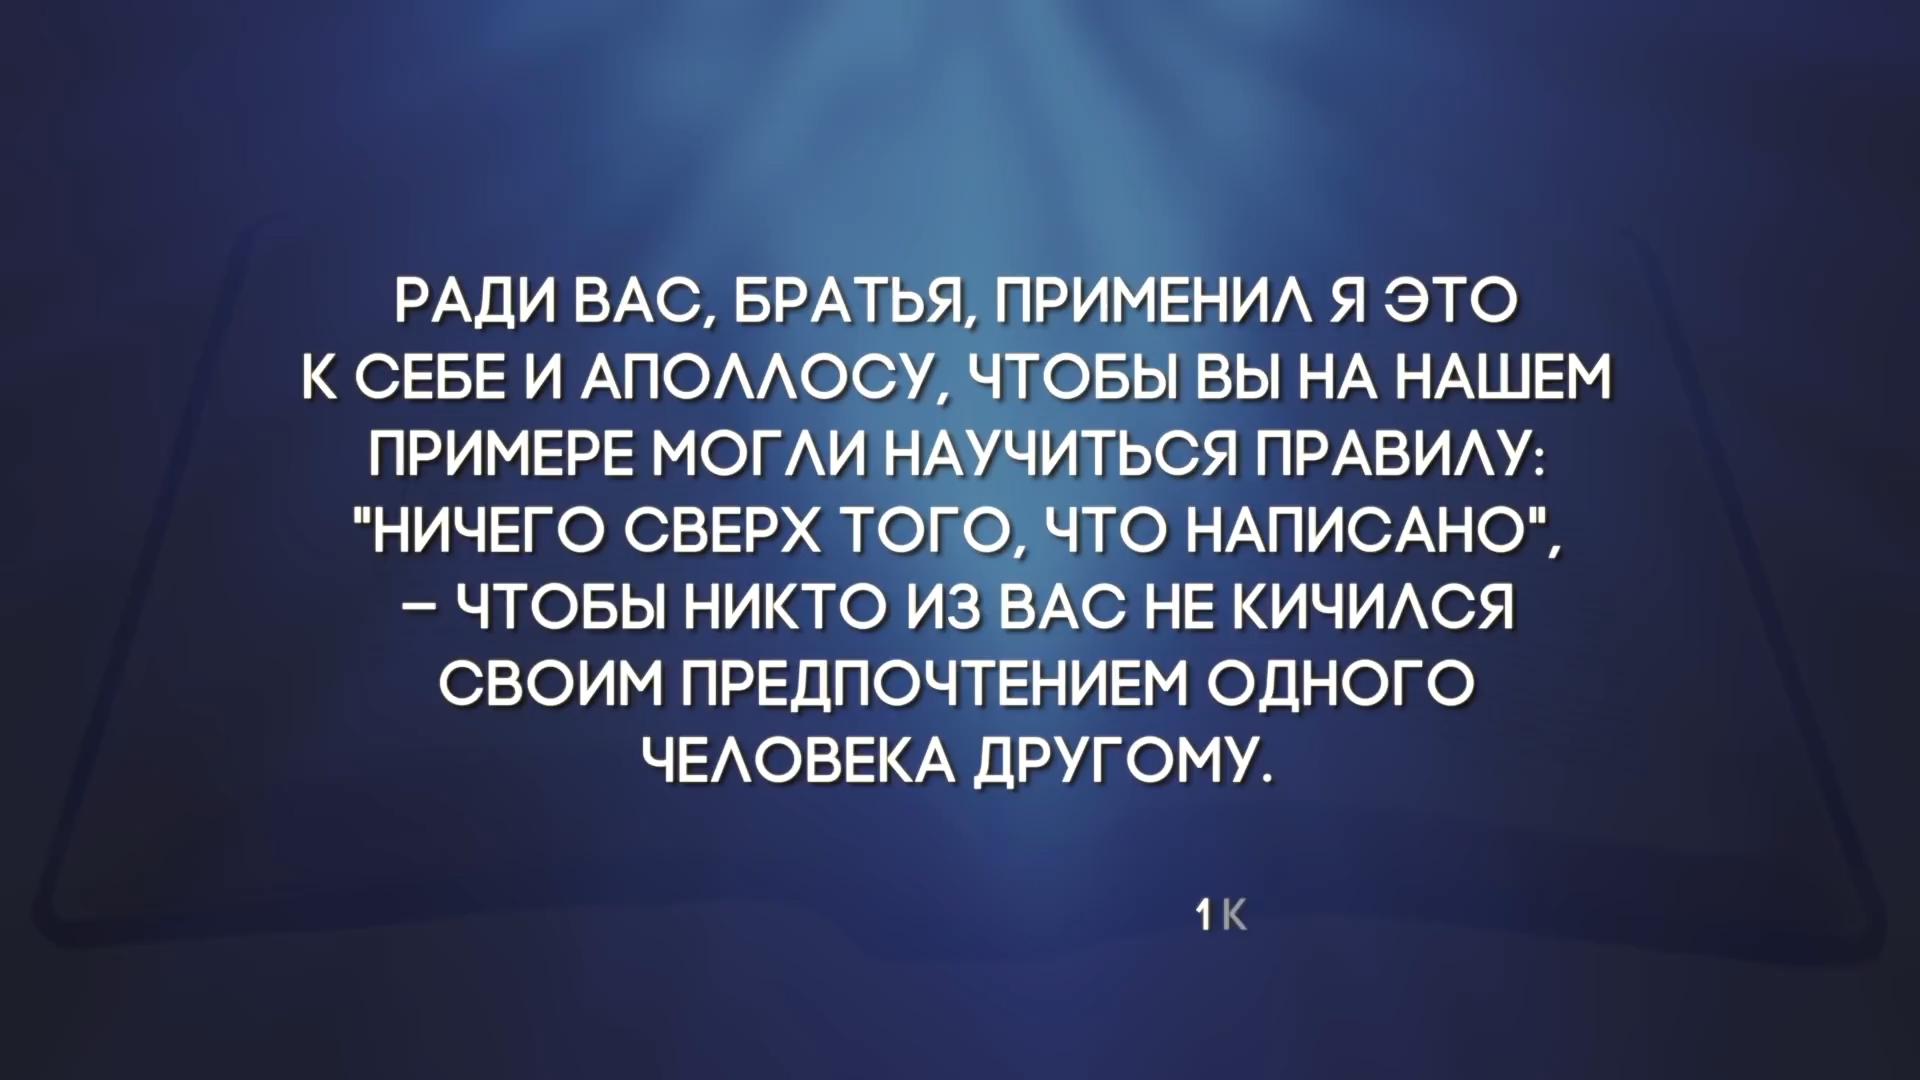 РАДИ ВАС, БРАТЬЯ, ПРИМЕНИЛ Я ЭТО
К СЕБЕ И АПОЛЛОСУ, ЧТОБЫ ВЫ НА НАШЕМ
ПРИМЕРЕ МОГЛИ НАУЧИТЬСЯ ПРАВИЛУ:
"НИЧЕГО СВЕРХ ТОГО, ЧТО НАПИСАНО",
– ЧТОБЫ НИКТО ИЗ ВАС НЕ КИЧИЛСЯ
СВОИМ ПРЕДПОЧТЕНИЕМ ОДНОГО
ЧЕЛОВЕКА ДРУГОМУ.
1 К